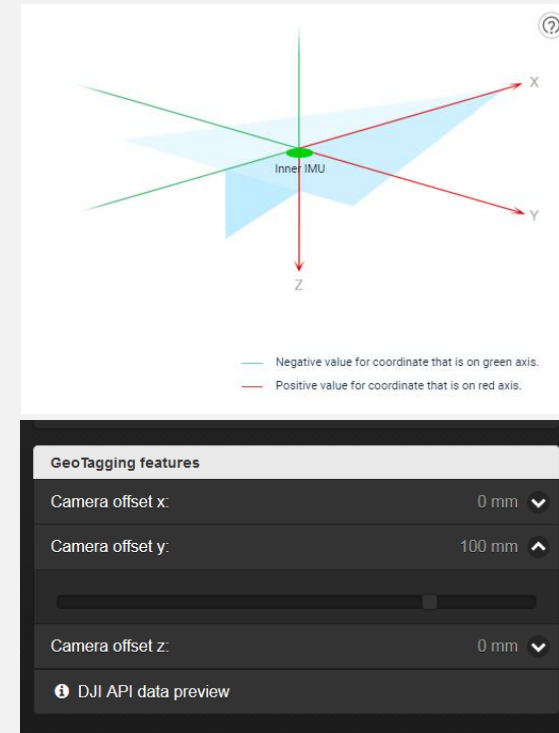 ?
X
Inner IMU
Y
Z
Negative value for coordinate that is on green axis.
Positive value for coordinate that is on red axis.
GeoTagging features
Camera offset x: 0 mm
Camera offset y: 100 mm
Camera offset z: 0 mm
DJI API data preview